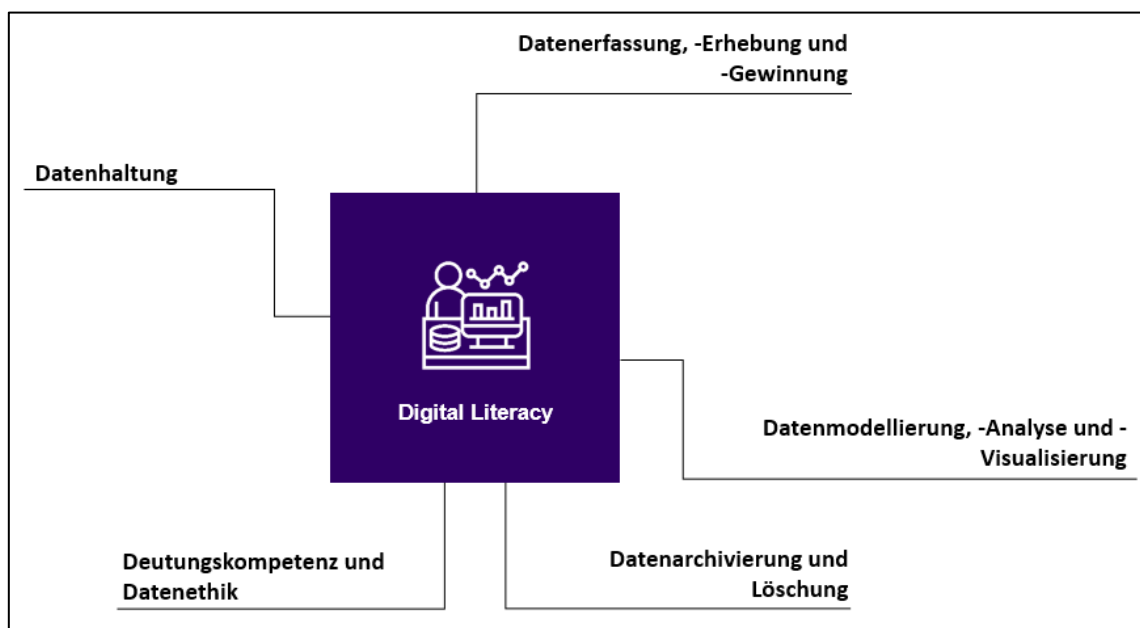 Datenerfassung, -Erhebung und
-Gewinnung
Datenhaltung
Digital Literacy
Datenmodellierung, -Analyse und -
Visualisierung
Deutungskompetenz und
Datenethik
Datenarchivierung und
Löschung